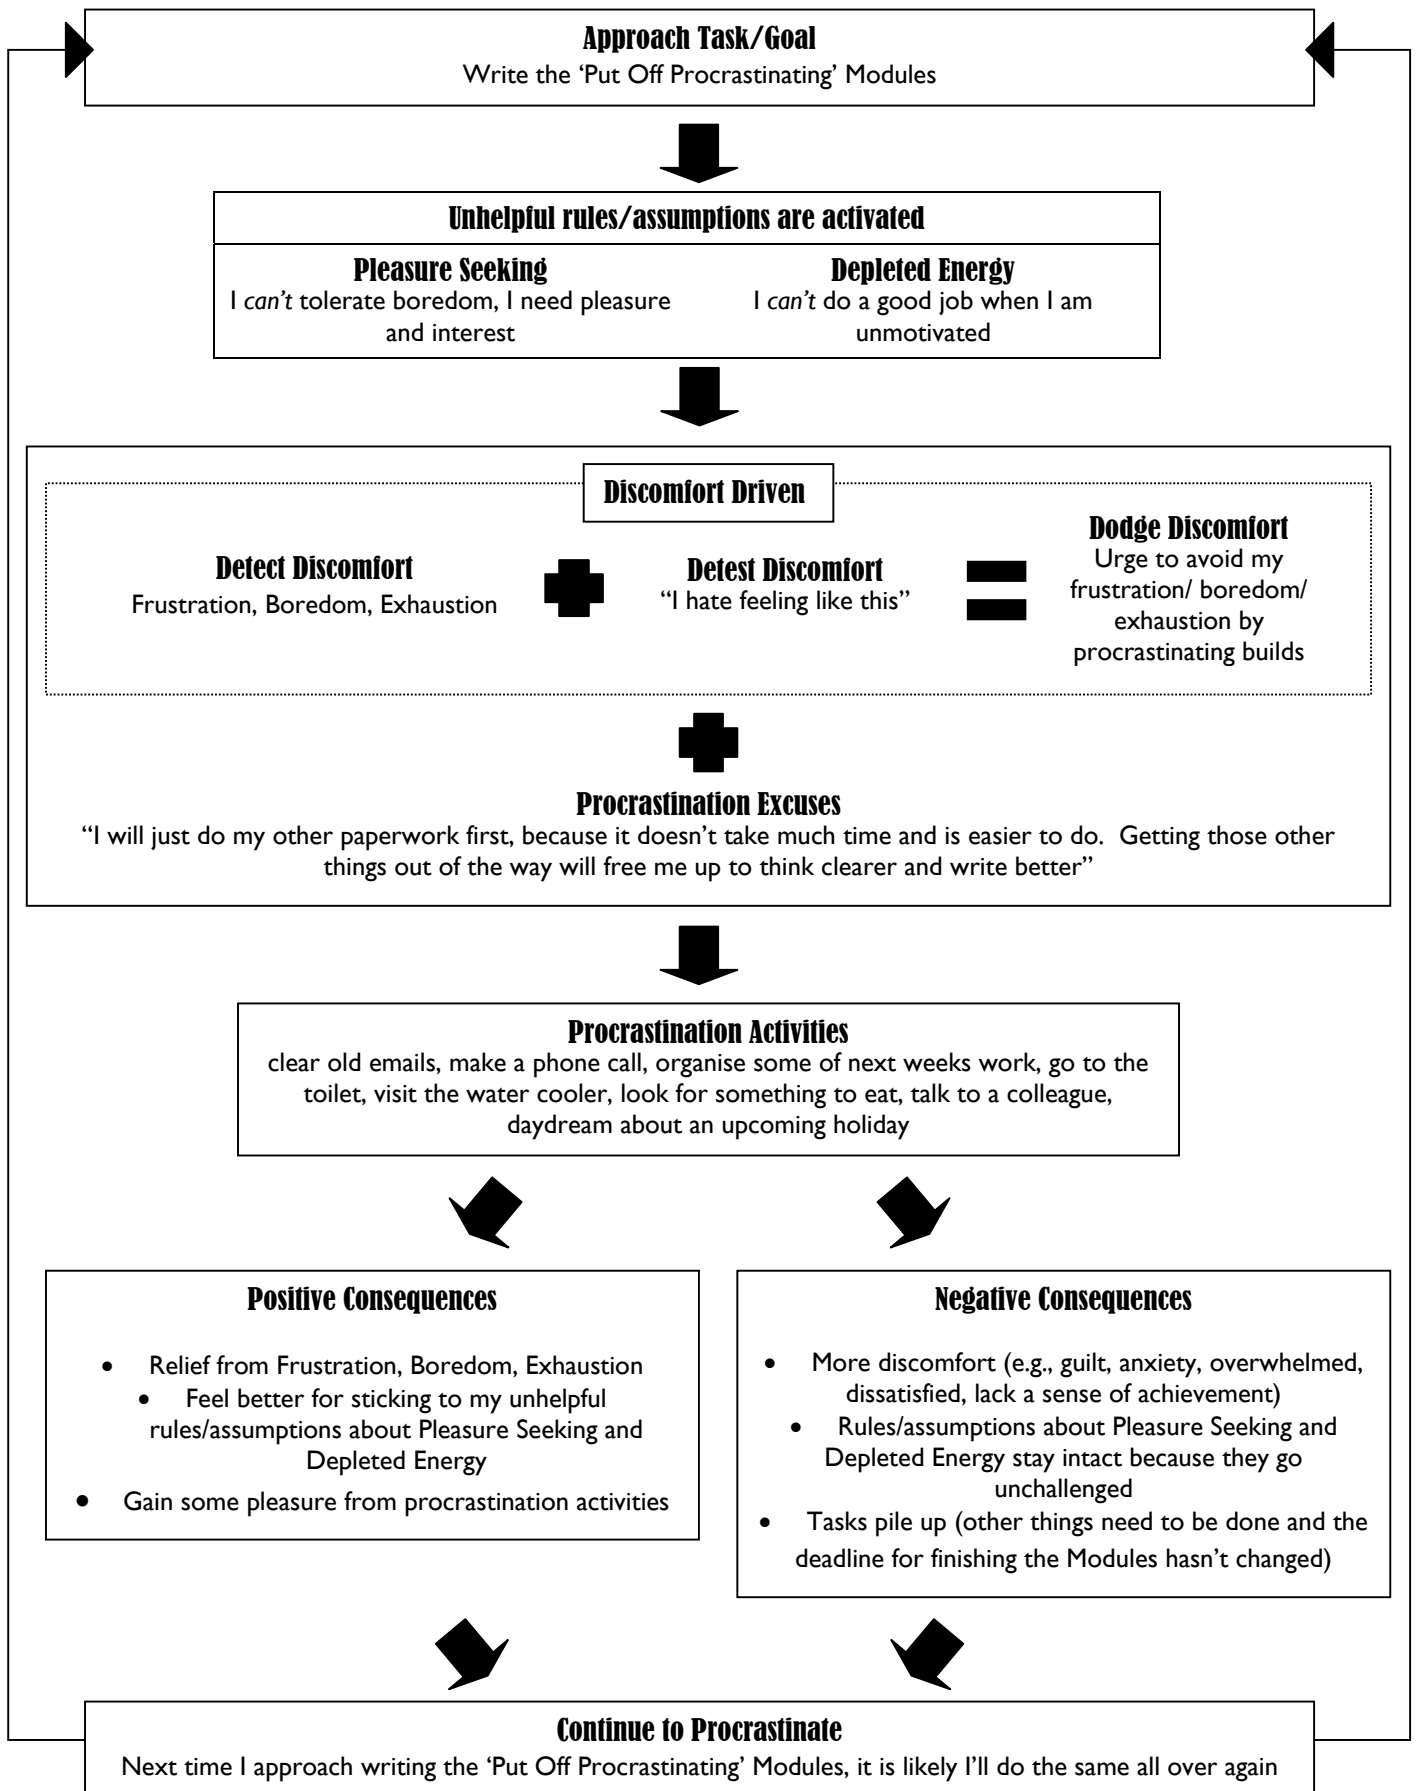 Approach Task/Goal
Write the ‘Put Off Procrastinating’ Modules
Unhelpful rules/assumptions are activated
Pleasure Seeking
I can’t tolerate boredom, I need pleasure
and interest
Depleted Energy
I can’t do a good job when I am
unmotivated
Discomfort Driven
Detect Discomfort
Frustration, Boredom, Exhaustion
Detest Discomfort
“I hate feeling like this”
Dodge Discomfort
Urge to avoid my
frustration/ boredom/
exhaustion by
procrastinating builds
Procrastination Excuses
“I will just do my other paperwork first, because it doesn’t take much time and is easier to do.  Getting those other
things out of the way will free me up to think clearer and write better”
Procrastination Activities
clear old emails, make a phone call, organise some of next weeks work, go to the
toilet, visit the water cooler, look for something to eat, talk to a colleague,
daydream about an upcoming holiday
Positive Consequences
• Relief from Frustration, Boredom, Exhaustion
• Feel better for sticking to my unhelpful
rules/assumptions about Pleasure Seeking and
Depleted Energy
• Gain some pleasure from procrastination activities
Negative Consequences
• More discomfort (e.g., guilt, anxiety, overwhelmed,
dissatisfied, lack a sense of achievement)
• Rules/assumptions about Pleasure Seeking and
Depleted Energy stay intact because they go
unchallenged
• Tasks pile up (other things need to be done and the
deadline for finishing the Modules hasn’t changed)
Continue to Procrastinate
Next time I approach writing the ‘Put Off Procrastinating’ Modules, it is likely I’ll do the same all over again